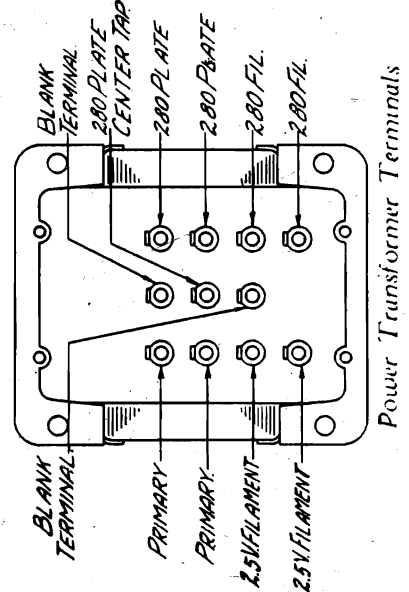 BLANK
TERMINAL
280 PLATE
CENTER TAP
280 PLATE
280 PLATE
280 FIL.
280 FIL.
BLANK
TERMINAL
PRIMARY
PRIMARY
2.5V.FILAMENT
2.5V.FILAMENT
Power Transformer Terminals